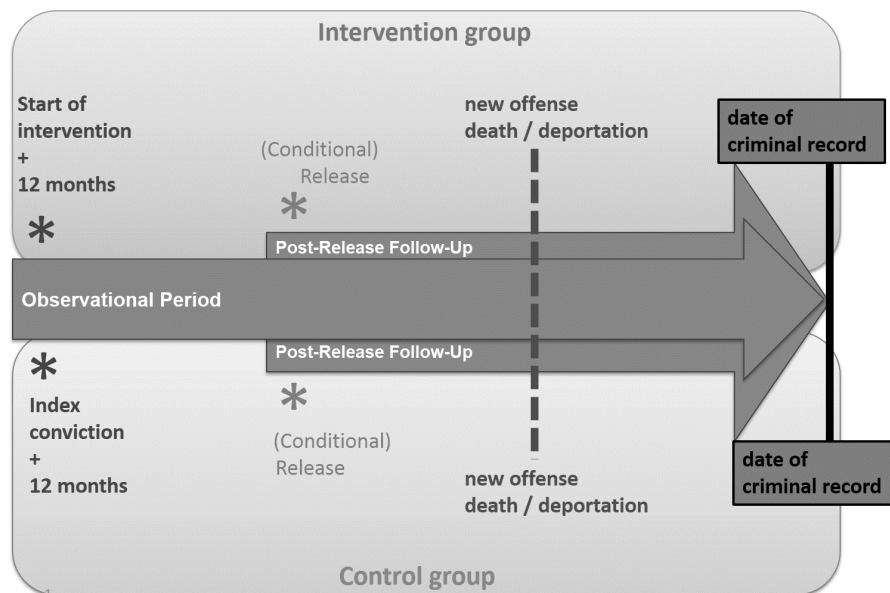 Intervention group
Start of
intervention
+
12 months
*
(Conditional)
Release
*
new offense
death / deportation
date of
criminal record
Post-Release Follow-Up
Observational Period
Post-Release Follow-Up
*
Index
conviction
+
12 months
*
(Conditional)
Release
new offense
death / deportation
date of
criminal record
Control group